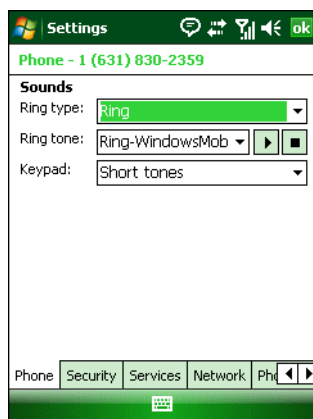 Settings
ok
Phone - 1 (631) 830-2359
Sounds
Ring type: Ring
Ring tone: Ring-WindowsMob
Keypad: Short tones
Phone Security Services Network